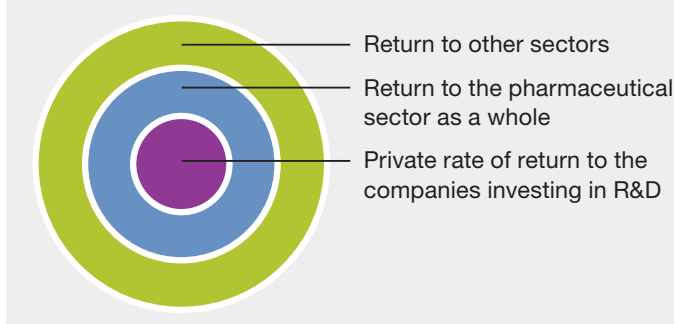 Return to other sectors
Return to the pharmaceutical
sector as a whole
Private rate of return to the
companies investing in R&D